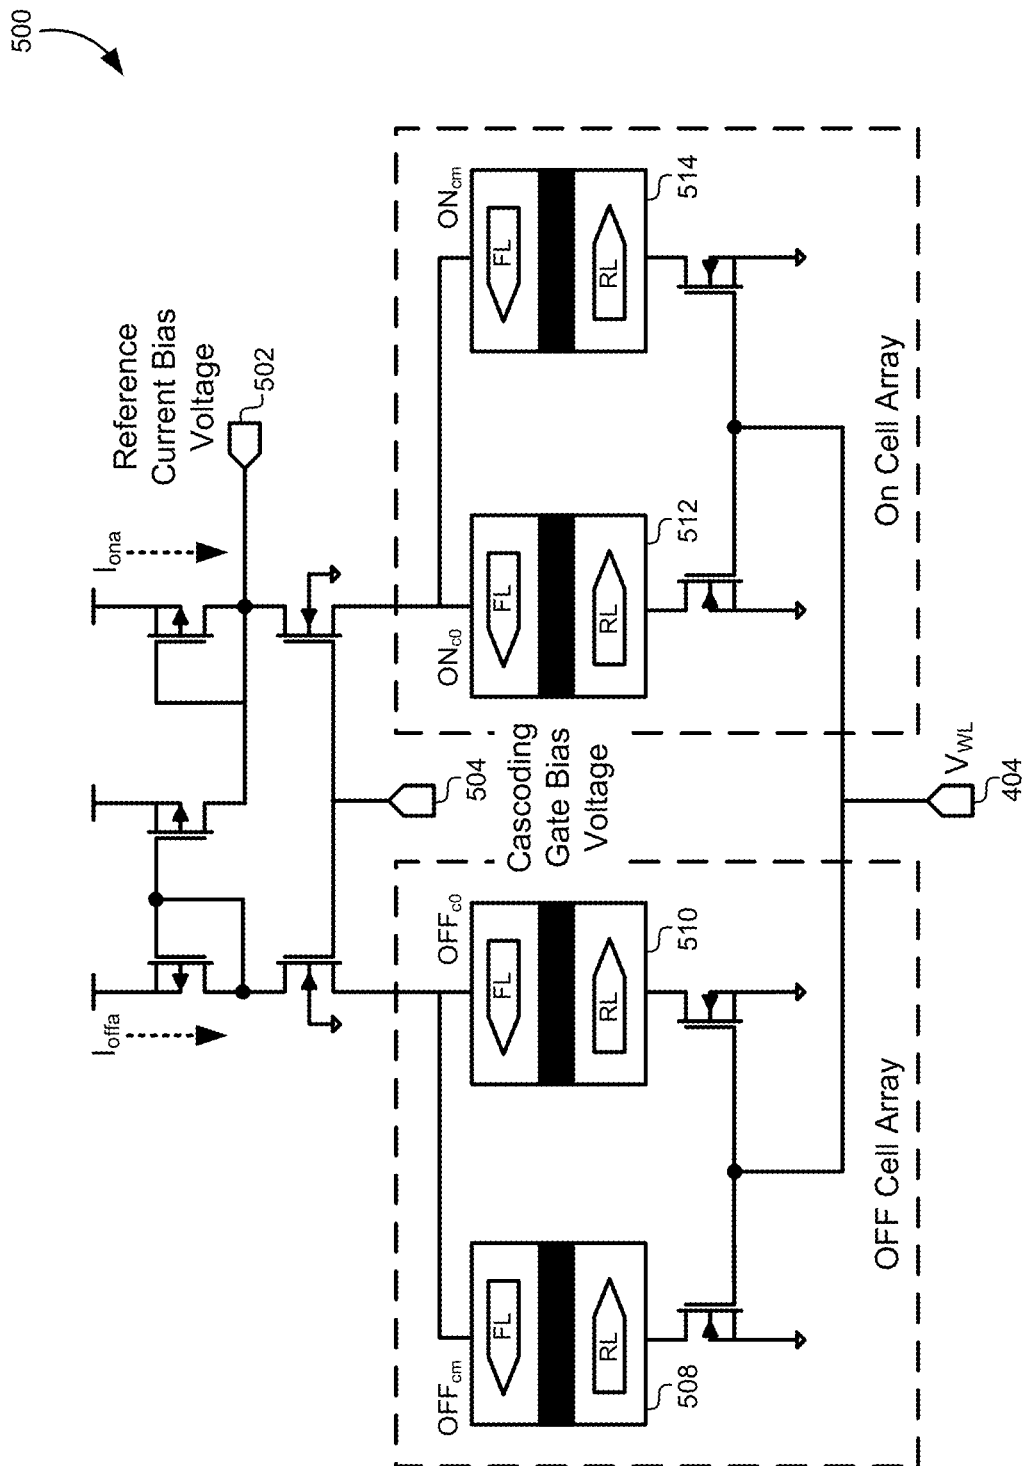 500
I_offa
I_ona
Reference
Current Bias
Voltage
502
504
Cascoding
Gate Bias
Voltage
OFF_cm
FL
RL
508
OFF_c0
FL
RL
510
ON_c0
FL
RL
512
ON_cm
FL
RL
514
OFF Cell Array
On Cell Array
V_WL
404